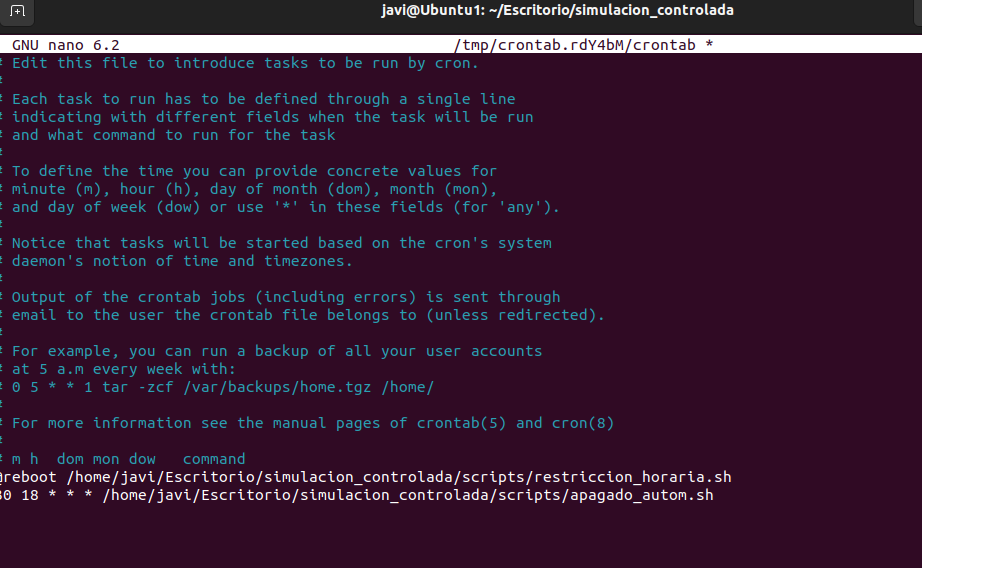 javi@Ubuntu1: ~/Escritorio/simulacion_controlada
GNU nano 6.2 /tmp/crontab.rdY4bM/crontab *
# Edit this file to introduce tasks to be run by cron.
#
# Each task to run has to be defined through a single line
# indicating with different fields when the task will be run
# and what command to run for the task
#
# To define the time you can provide concrete values for
# minute (m), hour (h), day of month (dom), month (mon),
# and day of week (dow) or use '*' in these fields (for 'any').
#
# Notice that tasks will be started based on the cron's system
# daemon's notion of time and timezones.
#
# Output of the crontab jobs (including errors) is sent through
# email to the user the crontab file belongs to (unless redirected).
#
# For example, you can run a backup of all your user accounts
# at 5 a.m every week with:
# 0 5 * * 1 tar -zcf /var/backups/home.tgz /home/
#
# For more information see the manual pages of crontab(5) and cron(8)
#
# m h  dom mon dow   command
@reboot /home/javi/Escritorio/simulacion_controlada/scripts/restriccion_horaria.sh
30 18 * * * /home/javi/Escritorio/simulacion_controlada/scripts/apagado_autom.sh